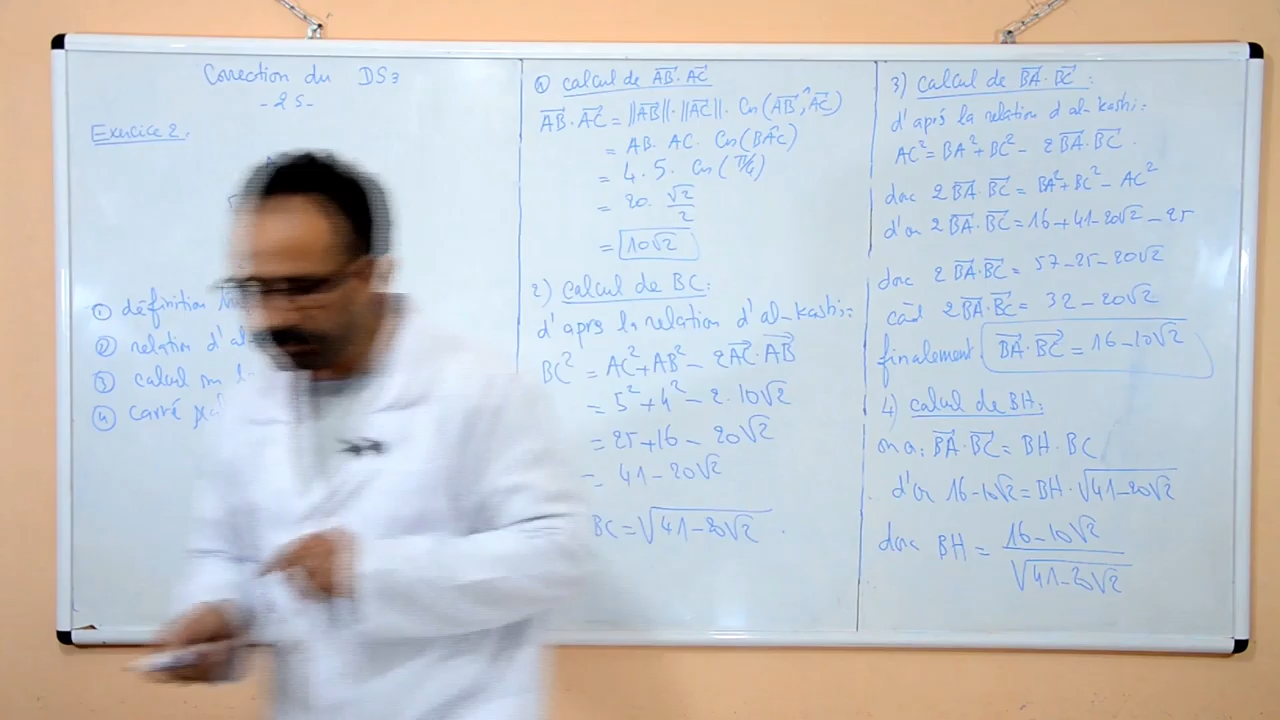 Correction du DS3
- 2S -
Exercice 2.
① définition
② relation d'al
③ calcul sur l
④ carré
1) calcul de AB⃗·AC⃗
AB⃗·AC⃗ = ||AB⃗||·||AC⃗||·Cos(AB⃗,^AC⃗)
= AB·AC·Cos(BÂC)
= 4·5·Cos(π/4)
= 20·√2/2
= 10√2
2) calcul de BC:
d'après la relation d'al-kashi:
BC² = AC²+AB² - 2AC⃗·AB⃗
= 5²+4² - 2·10√2
= 25+16 - 20√2
= 41-20√2
BC = √(41-20√2).
3) calcul de BA⃗·BC⃗:
d'aprés la relation d'al-kashi:
AC² = BA²+BC² - 2BA⃗·BC⃗.
donc 2BA⃗·BC⃗ = BA²+BC²-AC²
d'où 2BA⃗·BC⃗ = 16+41-20√2-25
donc 2BA⃗·BC⃗ = 57-25-20√2
càd 2BA⃗·BC⃗ = 32-20√2
finalement BA⃗·BC⃗ = 16-10√2
4) calcul de BH:
on a: BA⃗·BC⃗ = BH·BC
d'où 16-10√2 = BH·√(41-20√2)
donc BH = (16-10√2)/√(41-20√2)